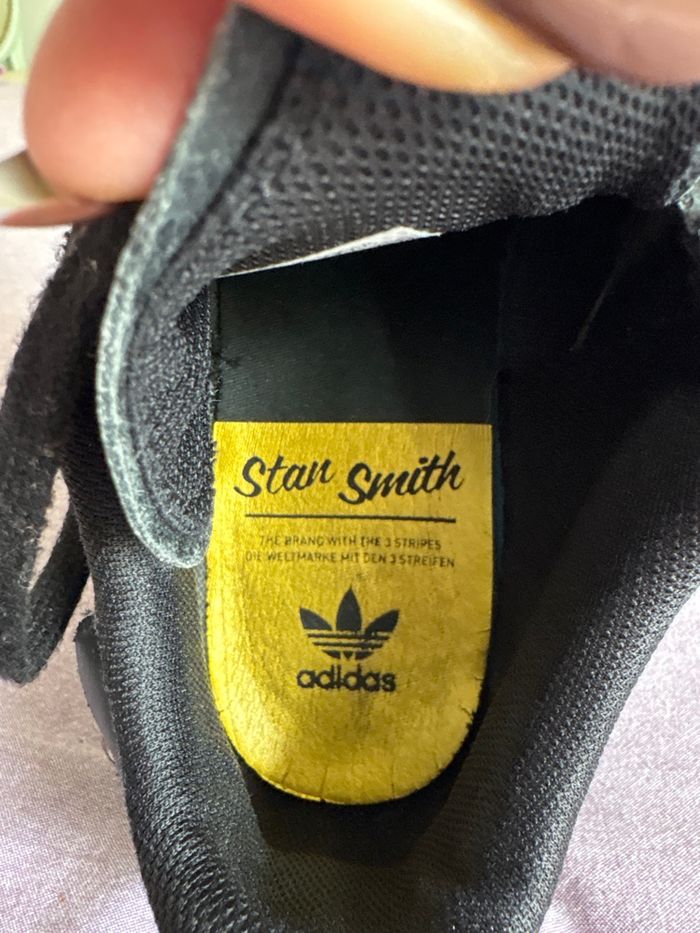 Stan Smith
THE BRAND WITH THE 3 STRIPES
DIE WELTMARKE MIT DEN 3 STREIFEN
adidas